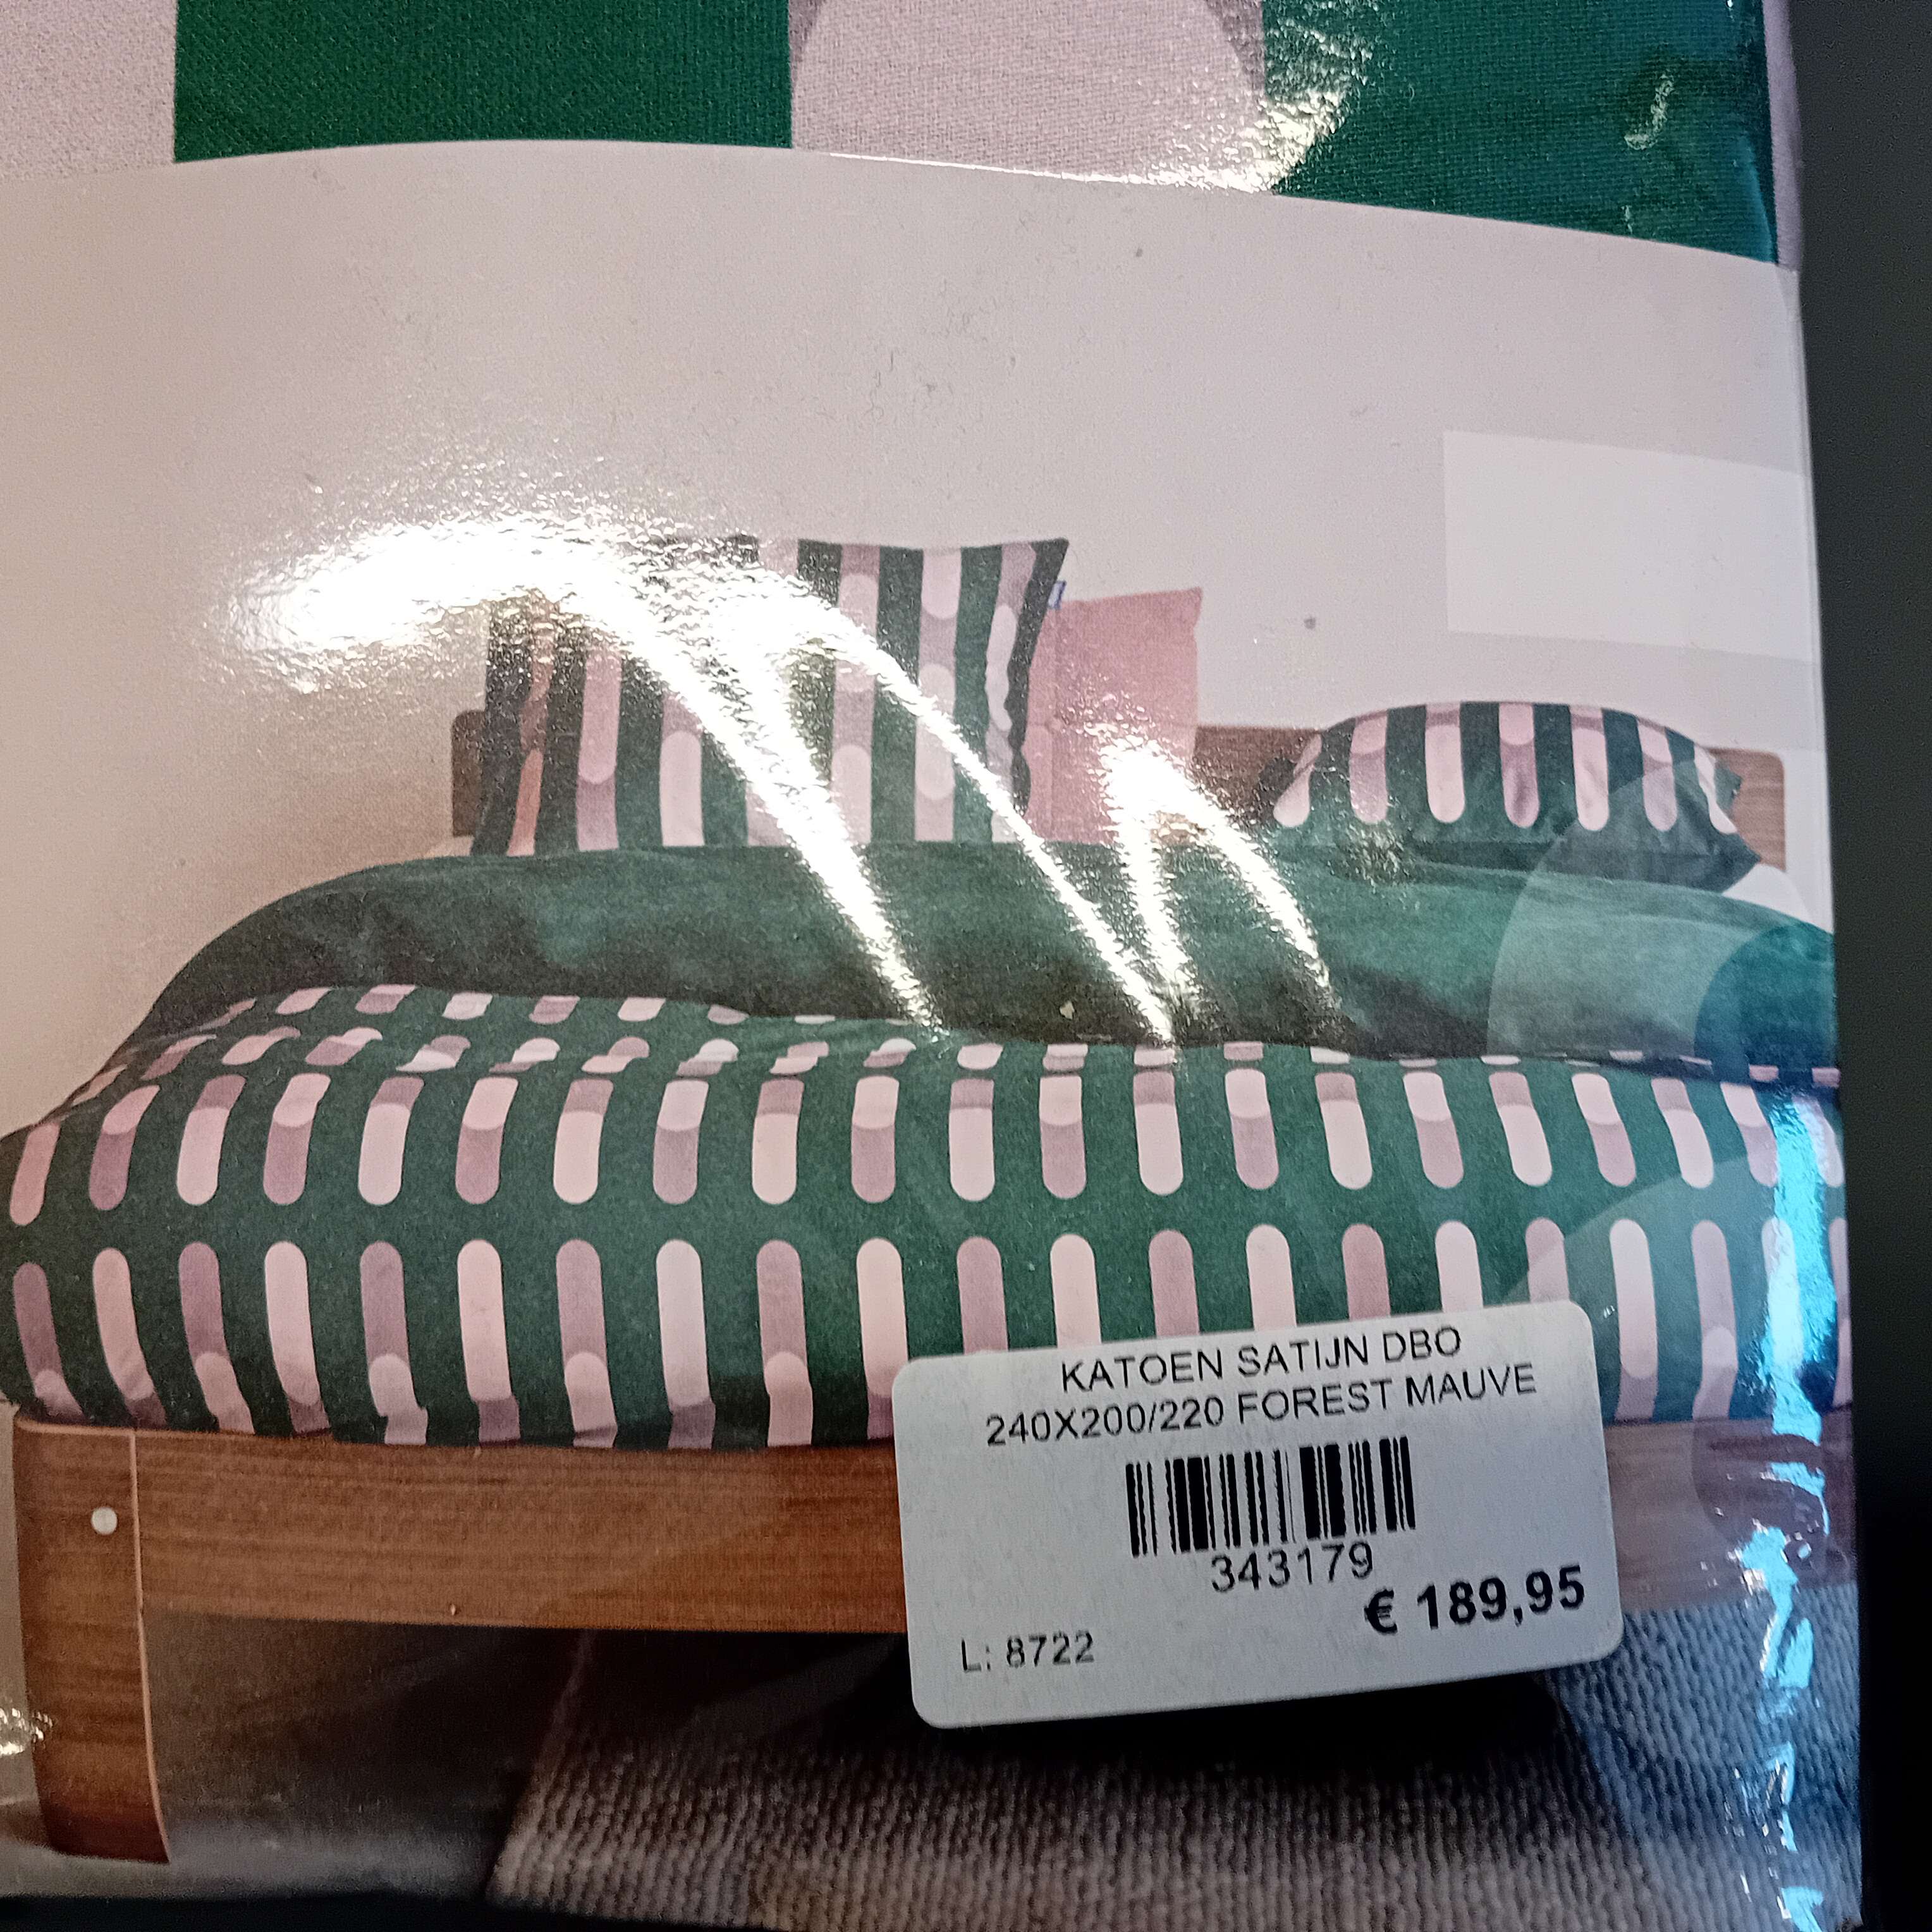 KATOEN SATIJN DBO
240X200/220 FOREST MAUVE
343179
€ 189,95
L: 8722